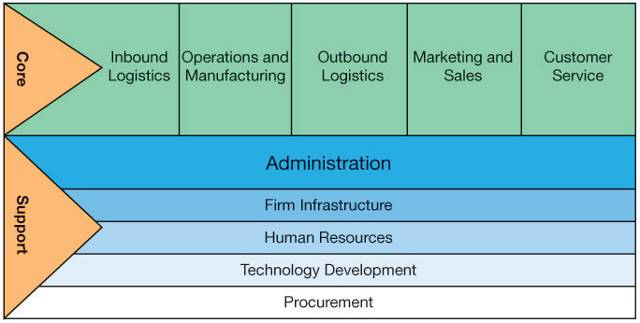 Core
Inbound
Logistics
Operations and
Manufacturing
Outbound
Logistics
Marketing and
Sales
Customer
Service
Support
Administration
Firm Infrastructure
Human Resources
Technology Development
Procurement